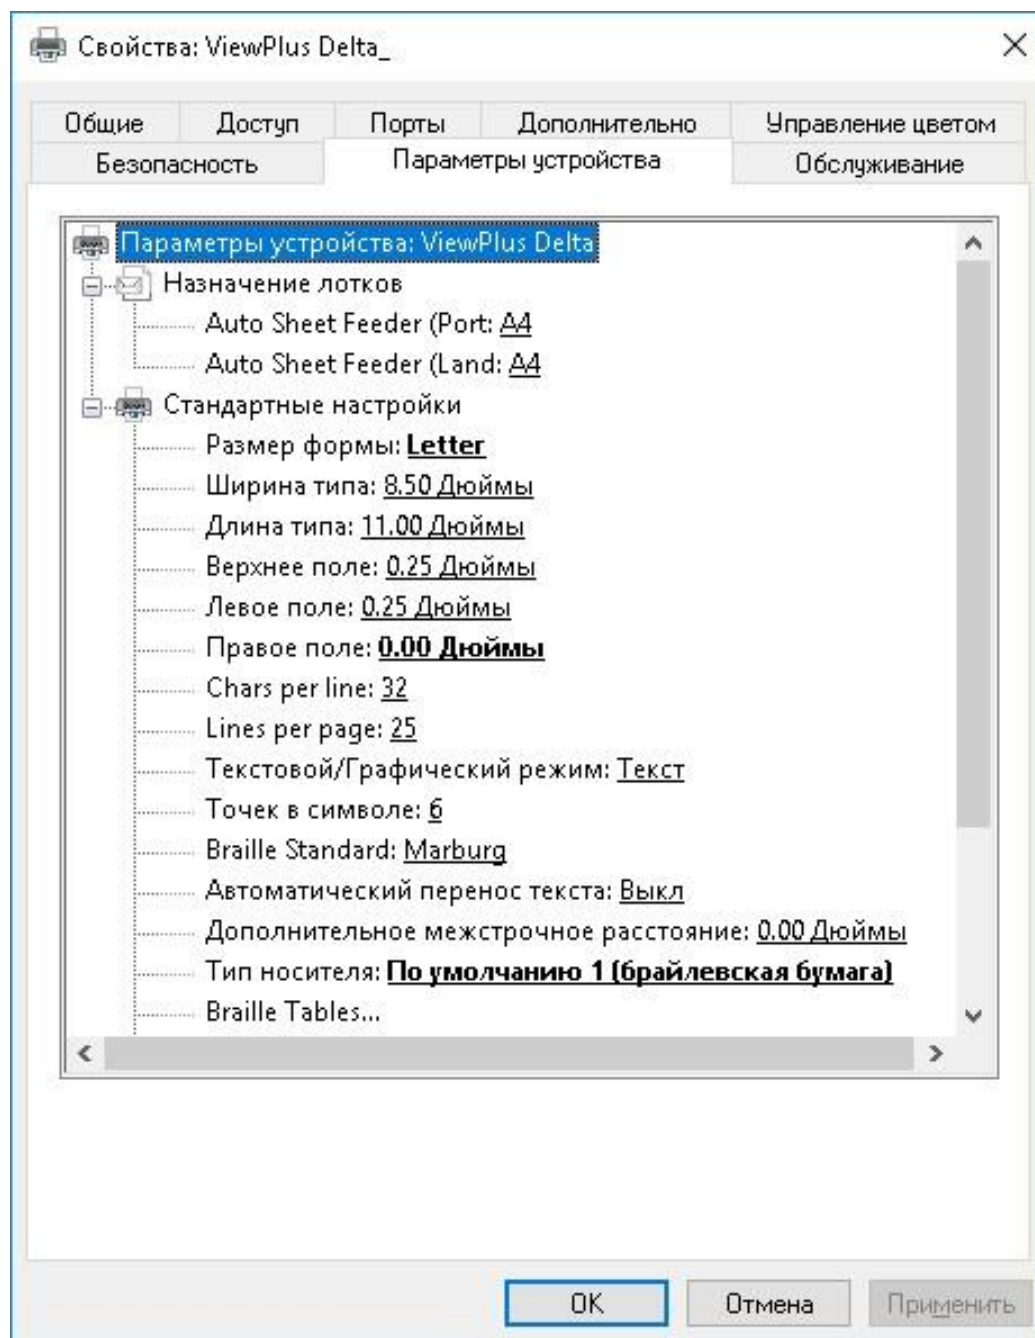 Свойства: ViewPlus Delta_
Общие Доступ Порты Дополнительно Управление цветом
Безопасность Параметры устройства Обслуживание
Параметры устройства: ViewPlus Delta
Назначение лотков
Auto Sheet Feeder (Port: A4
Auto Sheet Feeder (Land: A4
Стандартные настройки
Размер формы: Letter
Ширина типа: 8.50 Дюймы
Длина типа: 11.00 Дюймы
Верхнее поле: 0.25 Дюймы
Левое поле: 0.25 Дюймы
Правое поле: 0.00 Дюймы
Chars per line: 32
Lines per page: 25
Текстовой/Графический режим: Текст
Точек в символе: 6
Braille Standard: Marburg
Автоматический перенос текста: Выкл
Дополнительное межстрочное расстояние: 0.00 Дюймы
Тип носителя: По умолчанию 1 (брайлевская бумага)
Braille Tables...
OK Отмена Применить